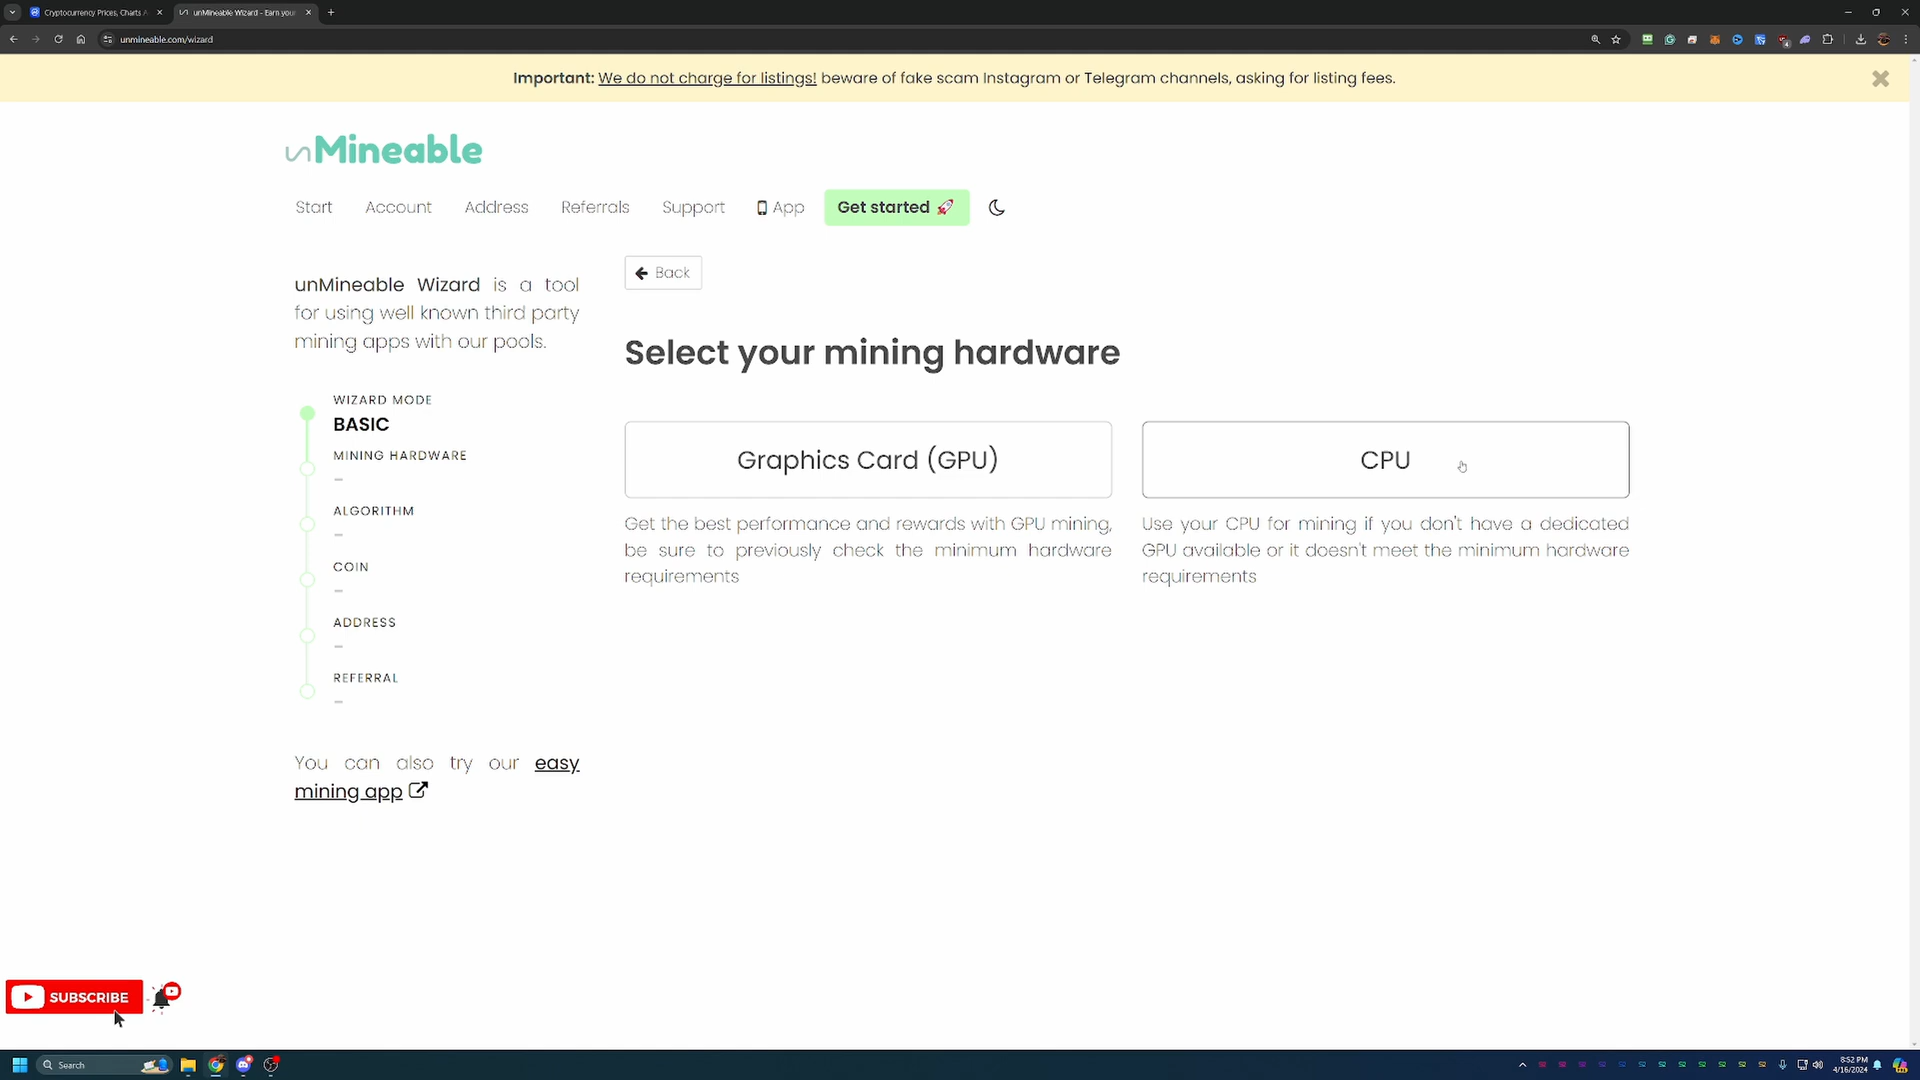 Cryptocurrency Prices, Charts A
unMineable Wizard - Earn your
unmineable.com/wizard
Important: We do not charge for listings! beware of fake scam Instagram or Telegram channels, asking for listing fees.
unMineable
Start Account Address Referrals Support App Get started
unMineable Wizard is a tool
for using well known third party
mining apps with our pools.
WIZARD MODE
BASIC
MINING HARDWARE
–
ALGORITHM
–
COIN
–
ADDRESS
–
REFERRAL
–
You can also try our easy
mining app
Back
Select your mining hardware
Graphics Card (GPU)
Get the best performance and rewards with GPU mining,
be sure to previously check the minimum hardware
requirements
CPU
Use your CPU for mining if you don't have a dedicated
GPU available or it doesn't meet the minimum hardware
requirements
SUBSCRIBE
Search
8:52 PM
4/16/2024